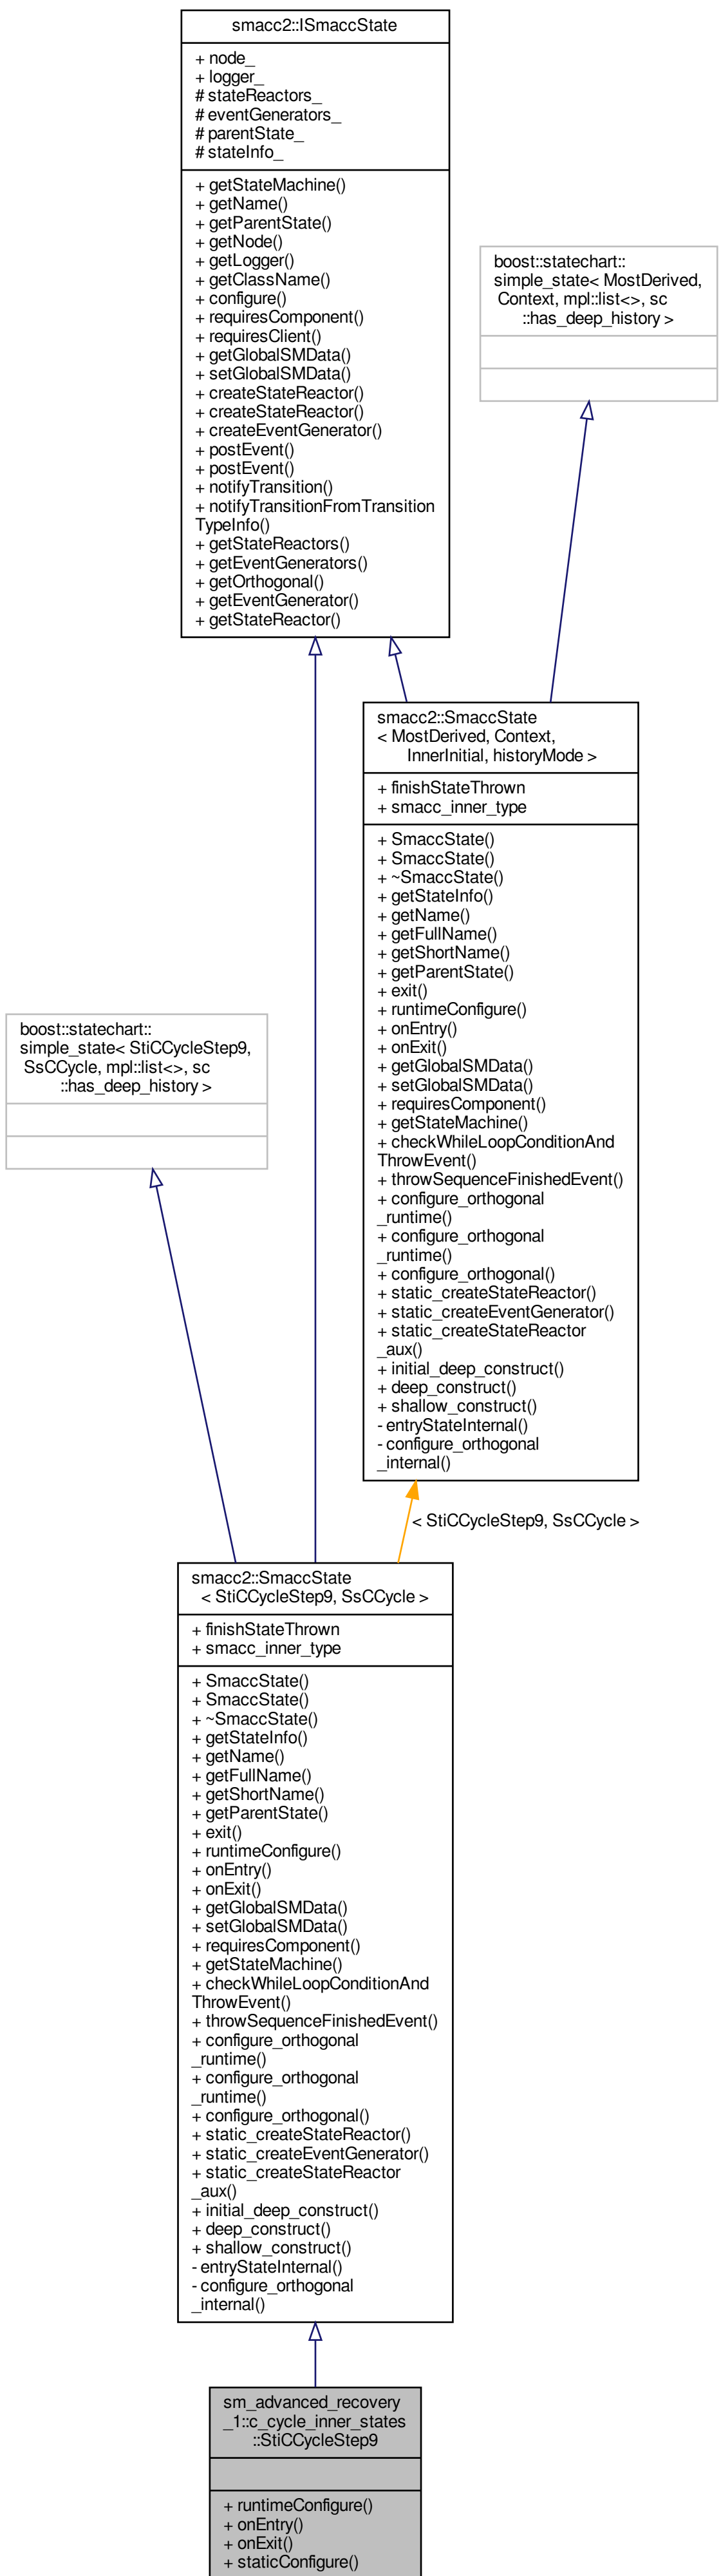 smacc2::ISmaccState
+ node_
+ logger_
# stateReactors_
# eventGenerators_
# parentState_
# stateInfo_
+ getStateMachine()
+ getName()
+ getParentState()
+ getNode()
+ getLogger()
+ getClassName()
+ configure()
+ requiresComponent()
+ requiresClient()
+ getGlobalSMData()
+ setGlobalSMData()
+ createStateReactor()
+ createStateReactor()
+ createEventGenerator()
+ postEvent()
+ postEvent()
+ notifyTransition()
+ notifyTransitionFromTransition
TypeInfo()
+ getStateReactors()
+ getEventGenerators()
+ getOrthogonal()
+ getEventGenerator()
+ getStateReactor()
boost::statechart::
simple_state< MostDerived,
Context, mpl::list<>, sc
::has_deep_history >
smacc2::SmaccState
< MostDerived, Context,
InnerInitial, historyMode >
+ finishStateThrown
+ smacc_inner_type
+ SmaccState()
+ SmaccState()
+ ~SmaccState()
+ getStateInfo()
+ getName()
+ getFullName()
+ getShortName()
+ getParentState()
+ exit()
+ runtimeConfigure()
+ onEntry()
+ onExit()
+ getGlobalSMData()
+ setGlobalSMData()
+ requiresComponent()
+ getStateMachine()
+ checkWhileLoopConditionAnd
ThrowEvent()
+ throwSequenceFinishedEvent()
+ configure_orthogonal
_runtime()
+ configure_orthogonal
_runtime()
+ configure_orthogonal()
+ static_createStateReactor()
+ static_createEventGenerator()
+ static_createStateReactor
_aux()
+ initial_deep_construct()
+ deep_construct()
+ shallow_construct()
- entryStateInternal()
- configure_orthogonal
_internal()
boost::statechart::
simple_state< StiCCycleStep9,
SsCCycle, mpl::list<>, sc
::has_deep_history >
< StiCCycleStep9, SsCCycle >
smacc2::SmaccState
< StiCCycleStep9, SsCCycle >
+ finishStateThrown
+ smacc_inner_type
+ SmaccState()
+ SmaccState()
+ ~SmaccState()
+ getStateInfo()
+ getName()
+ getFullName()
+ getShortName()
+ getParentState()
+ exit()
+ runtimeConfigure()
+ onEntry()
+ onExit()
+ getGlobalSMData()
+ setGlobalSMData()
+ requiresComponent()
+ getStateMachine()
+ checkWhileLoopConditionAnd
ThrowEvent()
+ throwSequenceFinishedEvent()
+ configure_orthogonal
_runtime()
+ configure_orthogonal
_runtime()
+ configure_orthogonal()
+ static_createStateReactor()
+ static_createEventGenerator()
+ static_createStateReactor
_aux()
+ initial_deep_construct()
+ deep_construct()
+ shallow_construct()
- entryStateInternal()
- configure_orthogonal
_internal()
sm_advanced_recovery
_1::c_cycle_inner_states
::StiCCycleStep9
+ runtimeConfigure()
+ onEntry()
+ onExit()
+ staticConfigure()